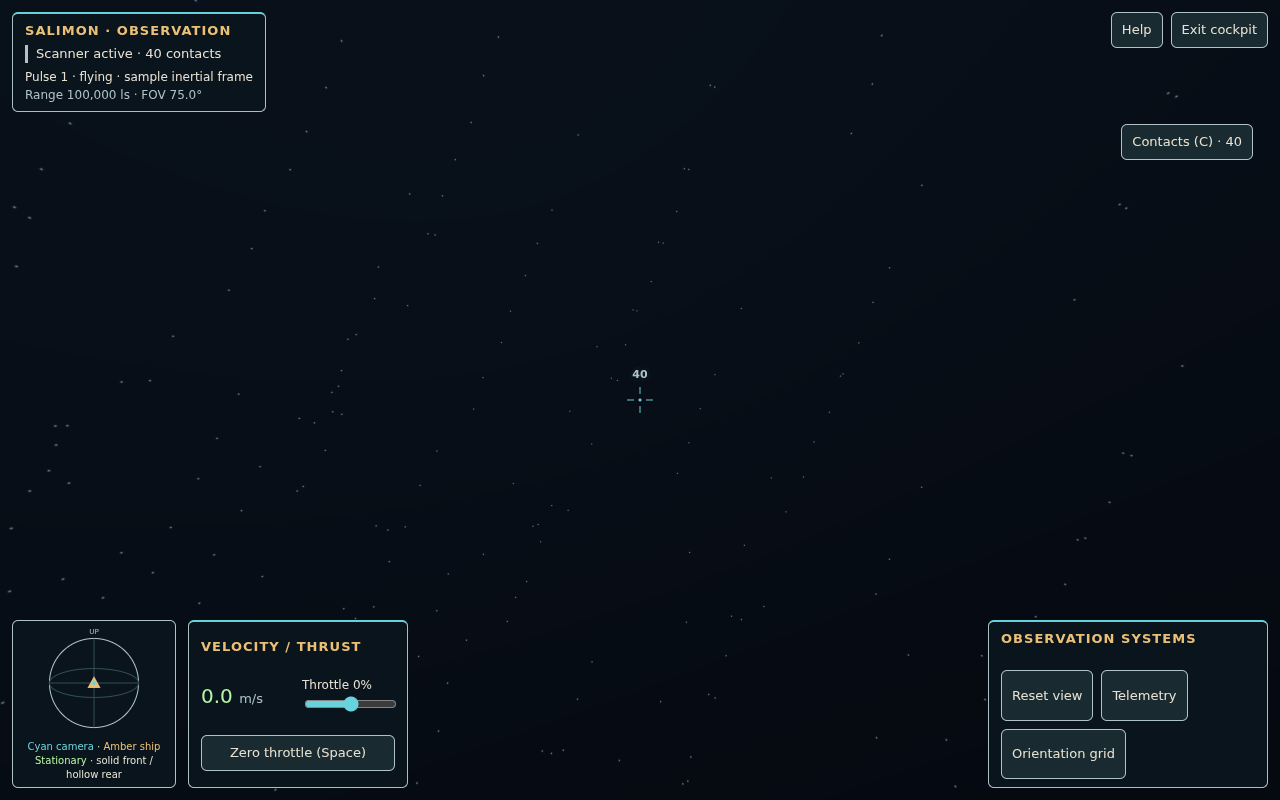 SALIMON · OBSERVATION
Scanner active · 40 contacts
Pulse 1 · flying · sample inertial frame
Range 100,000 ls · FOV 75.0°
Help
Exit cockpit
Contacts (C) · 40
40
UP
Cyan camera · Amber ship
Stationary · solid front /
hollow rear
VELOCITY / THRUST
0.0 m/s
Throttle 0%
Zero throttle (Space)
OBSERVATION SYSTEMS
Reset view
Telemetry
Orientation grid